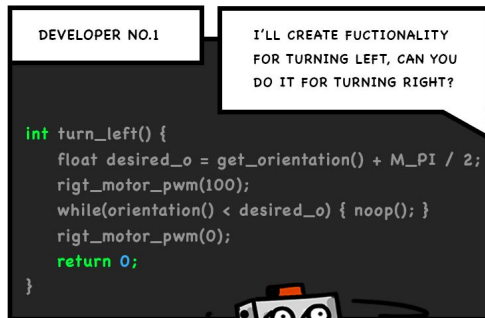 DEVELOPER NO.1
I'LL CREATE FUCTIONALITY
FOR TURNING LEFT, CAN YOU
DO IT FOR TURNING RIGHT?
int turn_left() {
float desired_o = get_orientation() + M_PI / 2;
rigt_motor_pwm(100);
while(orientation() < desired_o) { noop(); }
rigt_motor_pwm(0);
return 0;
}